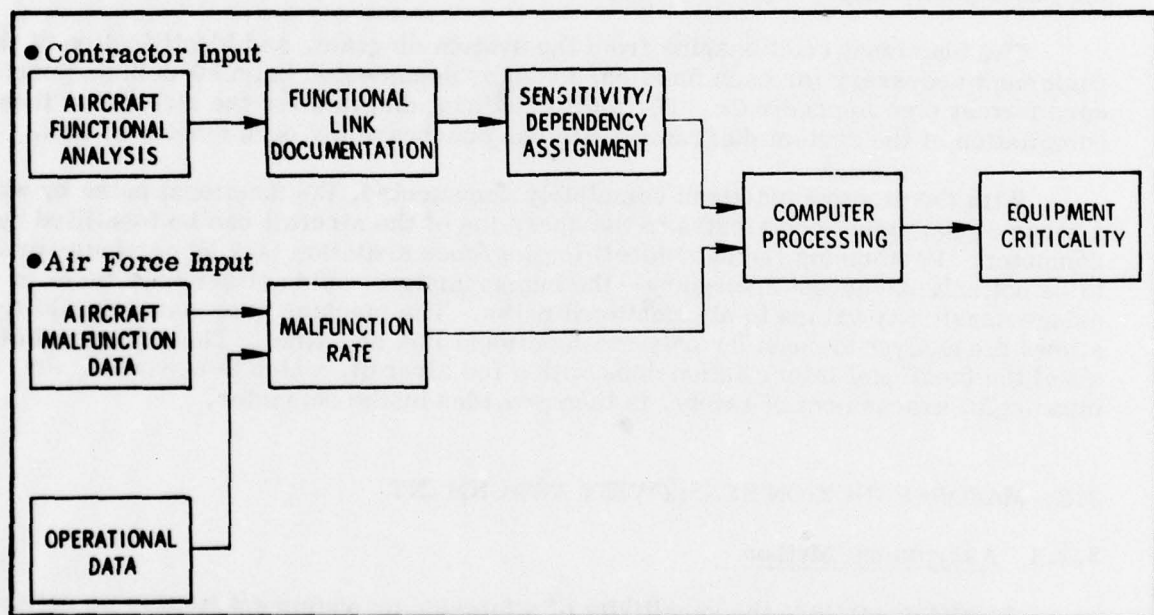 ●Contractor Input
AIRCRAFT
FUNCTIONAL
ANALYSIS
FUNCTIONAL
LINK
DOCUMENTATION
SENSITIVITY/
DEPENDENCY
ASSIGNMENT
COMPUTER
PROCESSING
EQUIPMENT
CRITICALITY
●Air Force Input
AIRCRAFT
MALFUNCTION
DATA
MALFUNCTION
RATE
OPERATIONAL
DATA